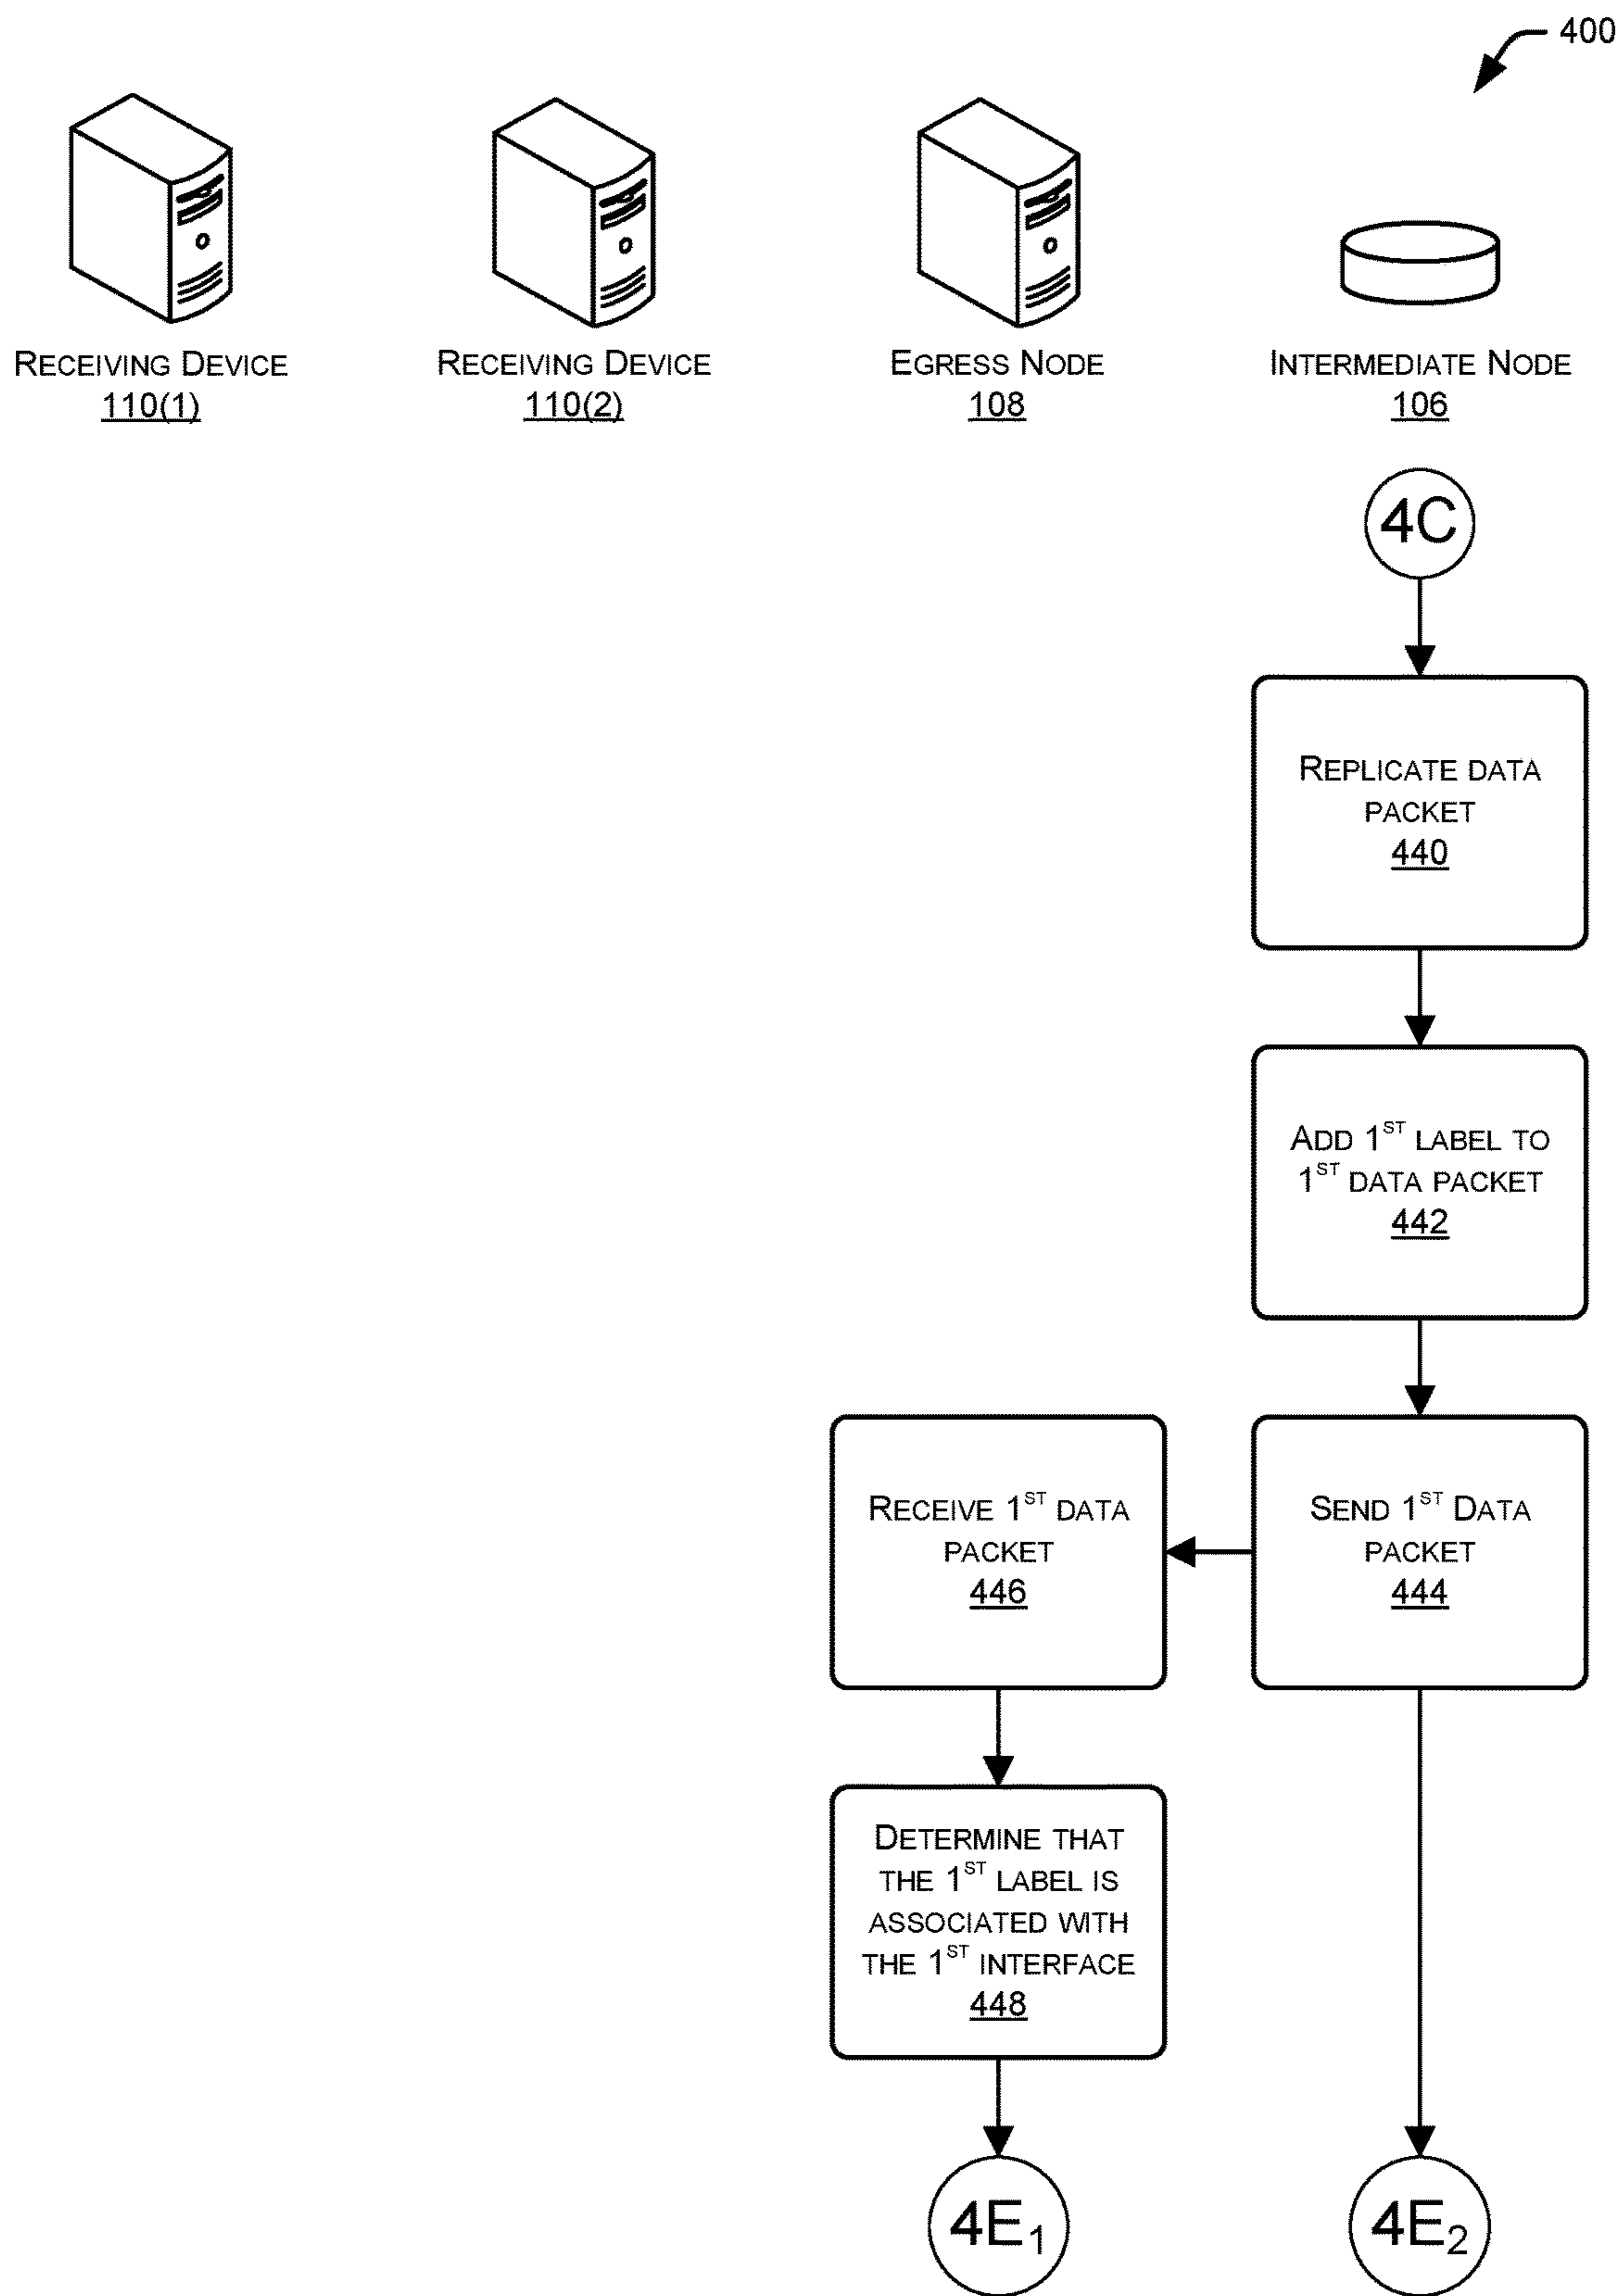 400
RECEIVING DEVICE
110(1)
RECEIVING DEVICE
110(2)
EGRESS NODE
108
INTERMEDIATE NODE
106
4C
REPLICATE DATA
PACKET
440
ADD 1ST LABEL TO
1ST DATA PACKET
442
RECEIVE 1ST DATA
PACKET
446
SEND 1ST DATA
PACKET
444
DETERMINE THAT
THE 1ST LABEL IS
ASSOCIATED WITH
THE 1ST INTERFACE
448
4E1
4E2